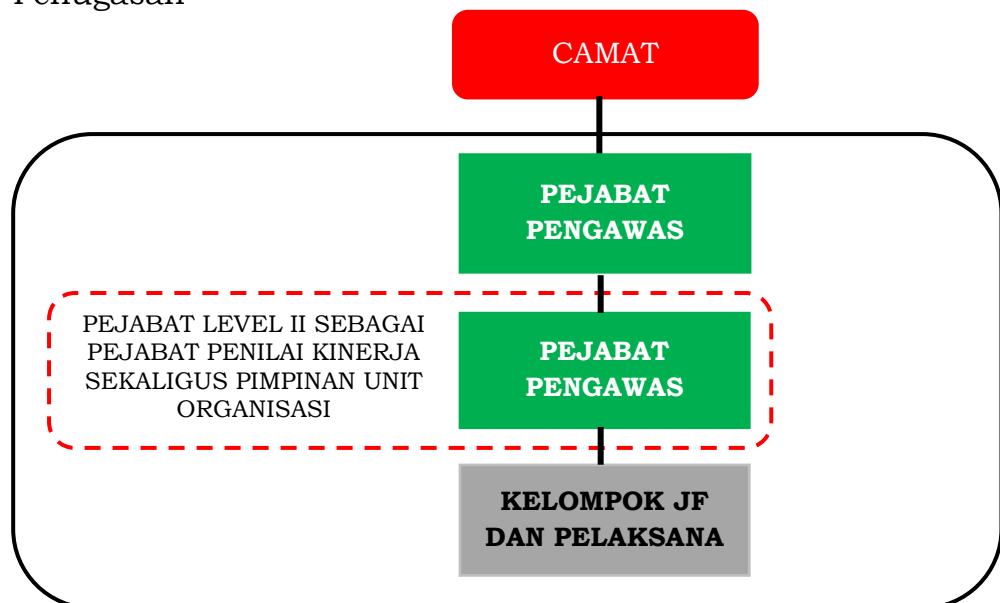 Penugasan
CAMAT
PEJABAT
PENGAWAS
PEJABAT LEVEL II SEBAGAI
PEJABAT PENILAI KINERJA
SEKALIGUS PIMPINAN UNIT
ORGANISASI
PEJABAT
PENGAWAS
KELOMPOK JF
DAN PELAKSANA